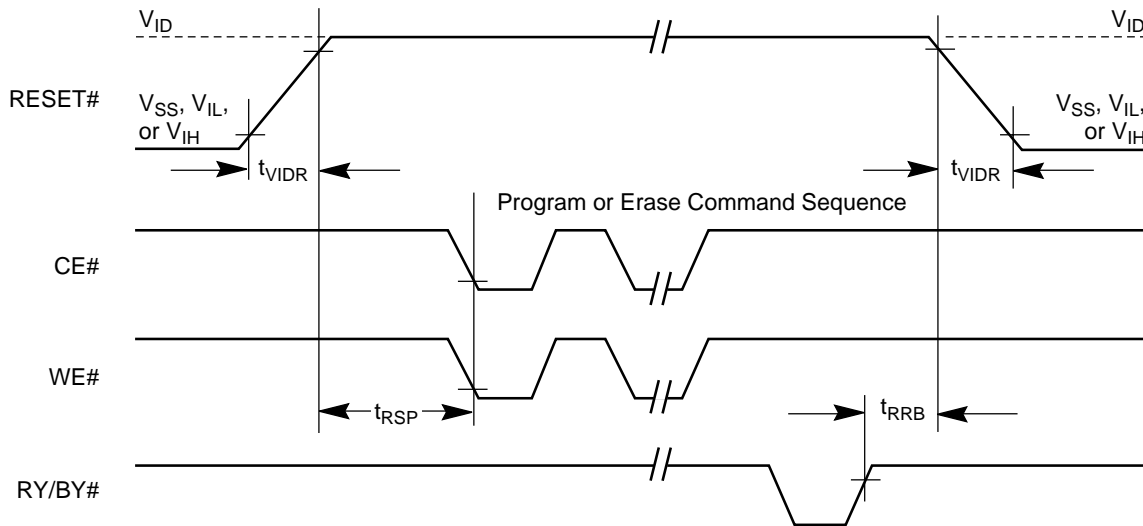 V_ID V_ID
RESET#
V_SS, V_IL,
or V_IH
V_SS, V_IL,
or V_IH
t_VIDR t_VIDR
Program or Erase Command Sequence
CE#
WE#
t_RSP t_RRB
RY/BY#